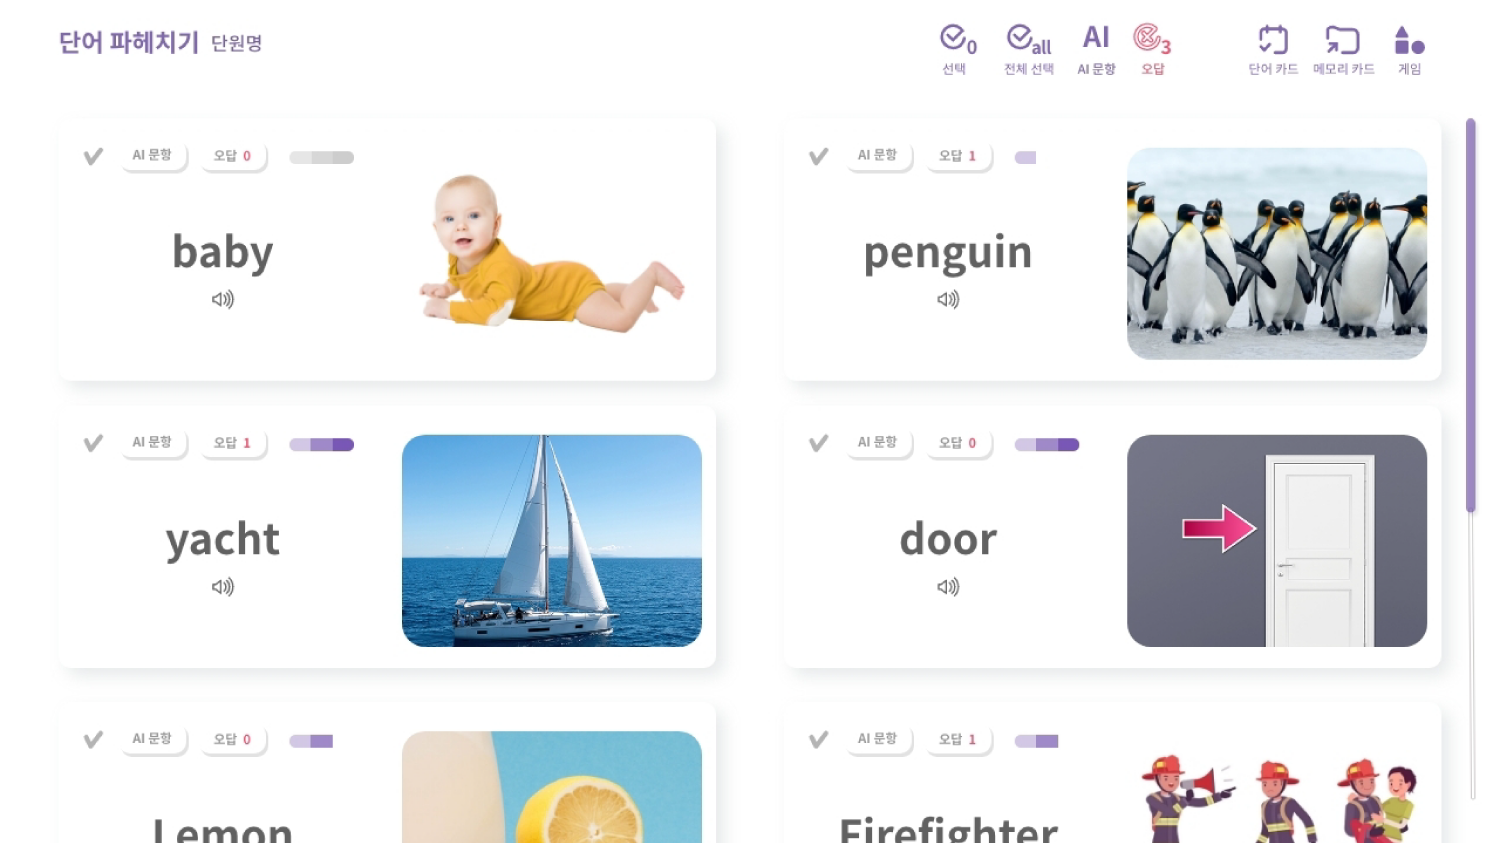 단어 파헤치기 단원명
0 all AI 3
선택 전체 선택 AI 문항 오답 단어 카드 메모리 카드 게임
AI 문항 오답 0
baby
AI 문항 오답 1
penguin
AI 문항 오답 1
yacht
AI 문항 오답 0
door
AI 문항 오답 0
Lemon
AI 문항 오답 1
Firefighter